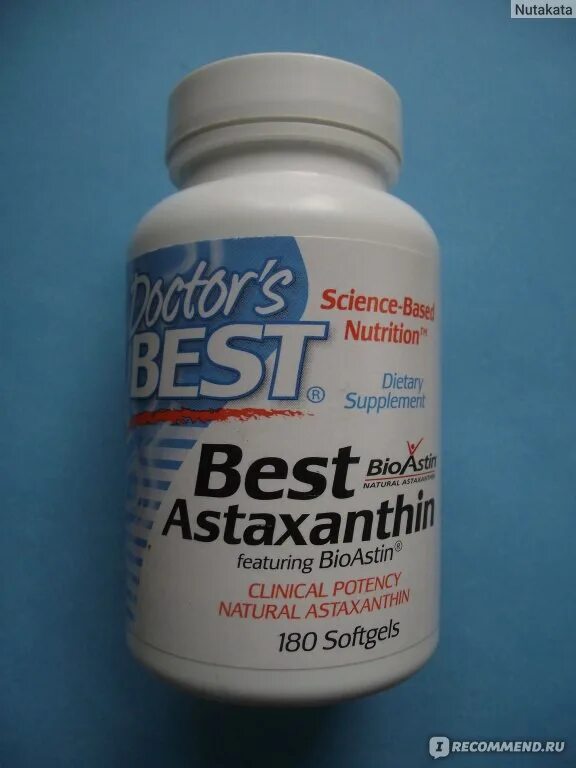 Nutakata
Doctor's
BEST®
Science-Based
Nutrition™
Dietary
Supplement
Best
BioAstin
NATURAL ASTAXANTHIN
Astaxanthin
featuring BioAstin®
CLINICAL POTENCY
NATURAL ASTAXANTHIN
180 Softgels
IRECOMMEND.RU